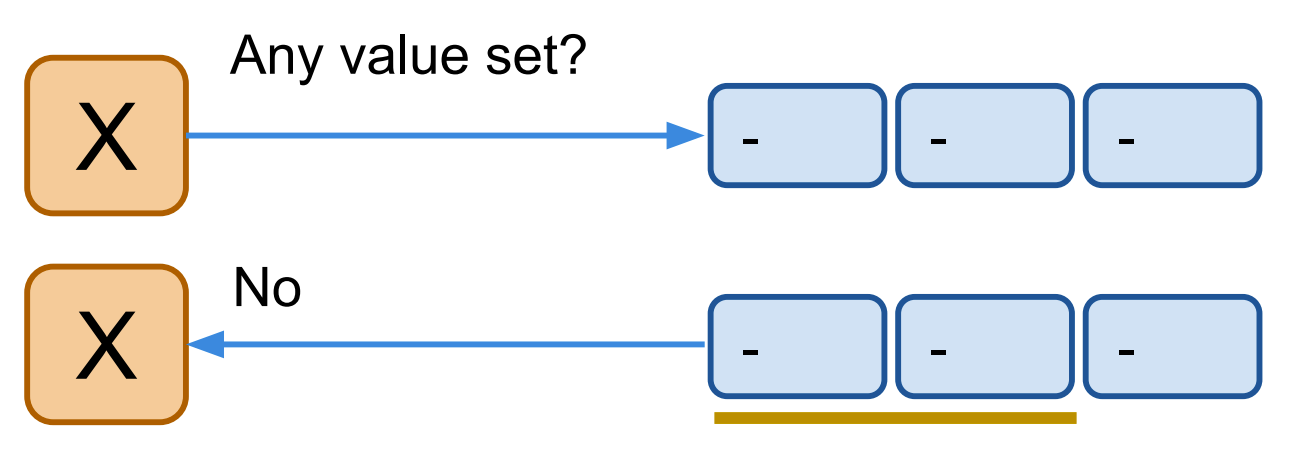 Any value set?
X
- - -
No
X
- - -